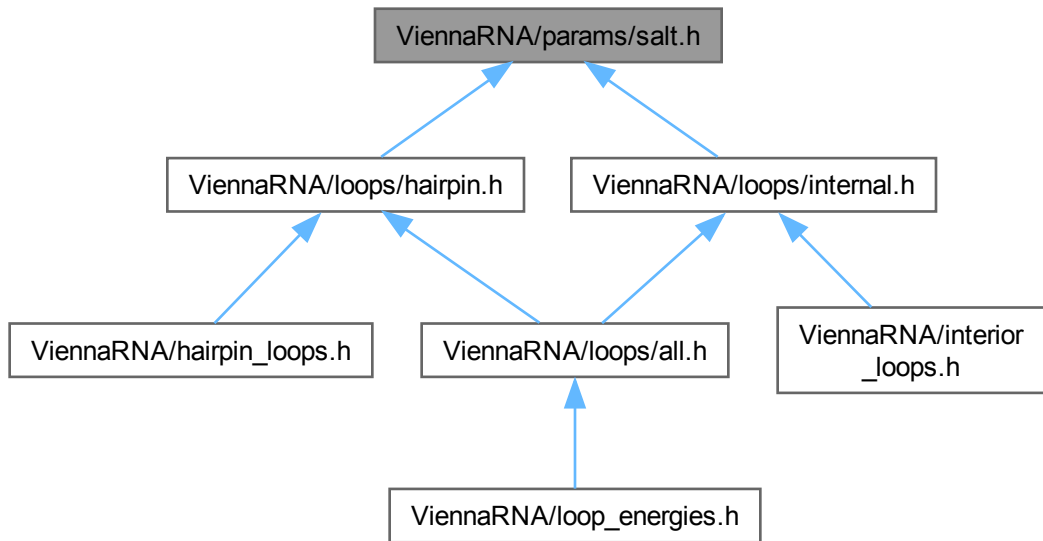 ViennaRNA/params/salt.h
ViennaRNA/loops/hairpin.h
ViennaRNA/loops/internal.h
ViennaRNA/hairpin_loops.h
ViennaRNA/loops/all.h
ViennaRNA/interior
_loops.h
ViennaRNA/loop_energies.h